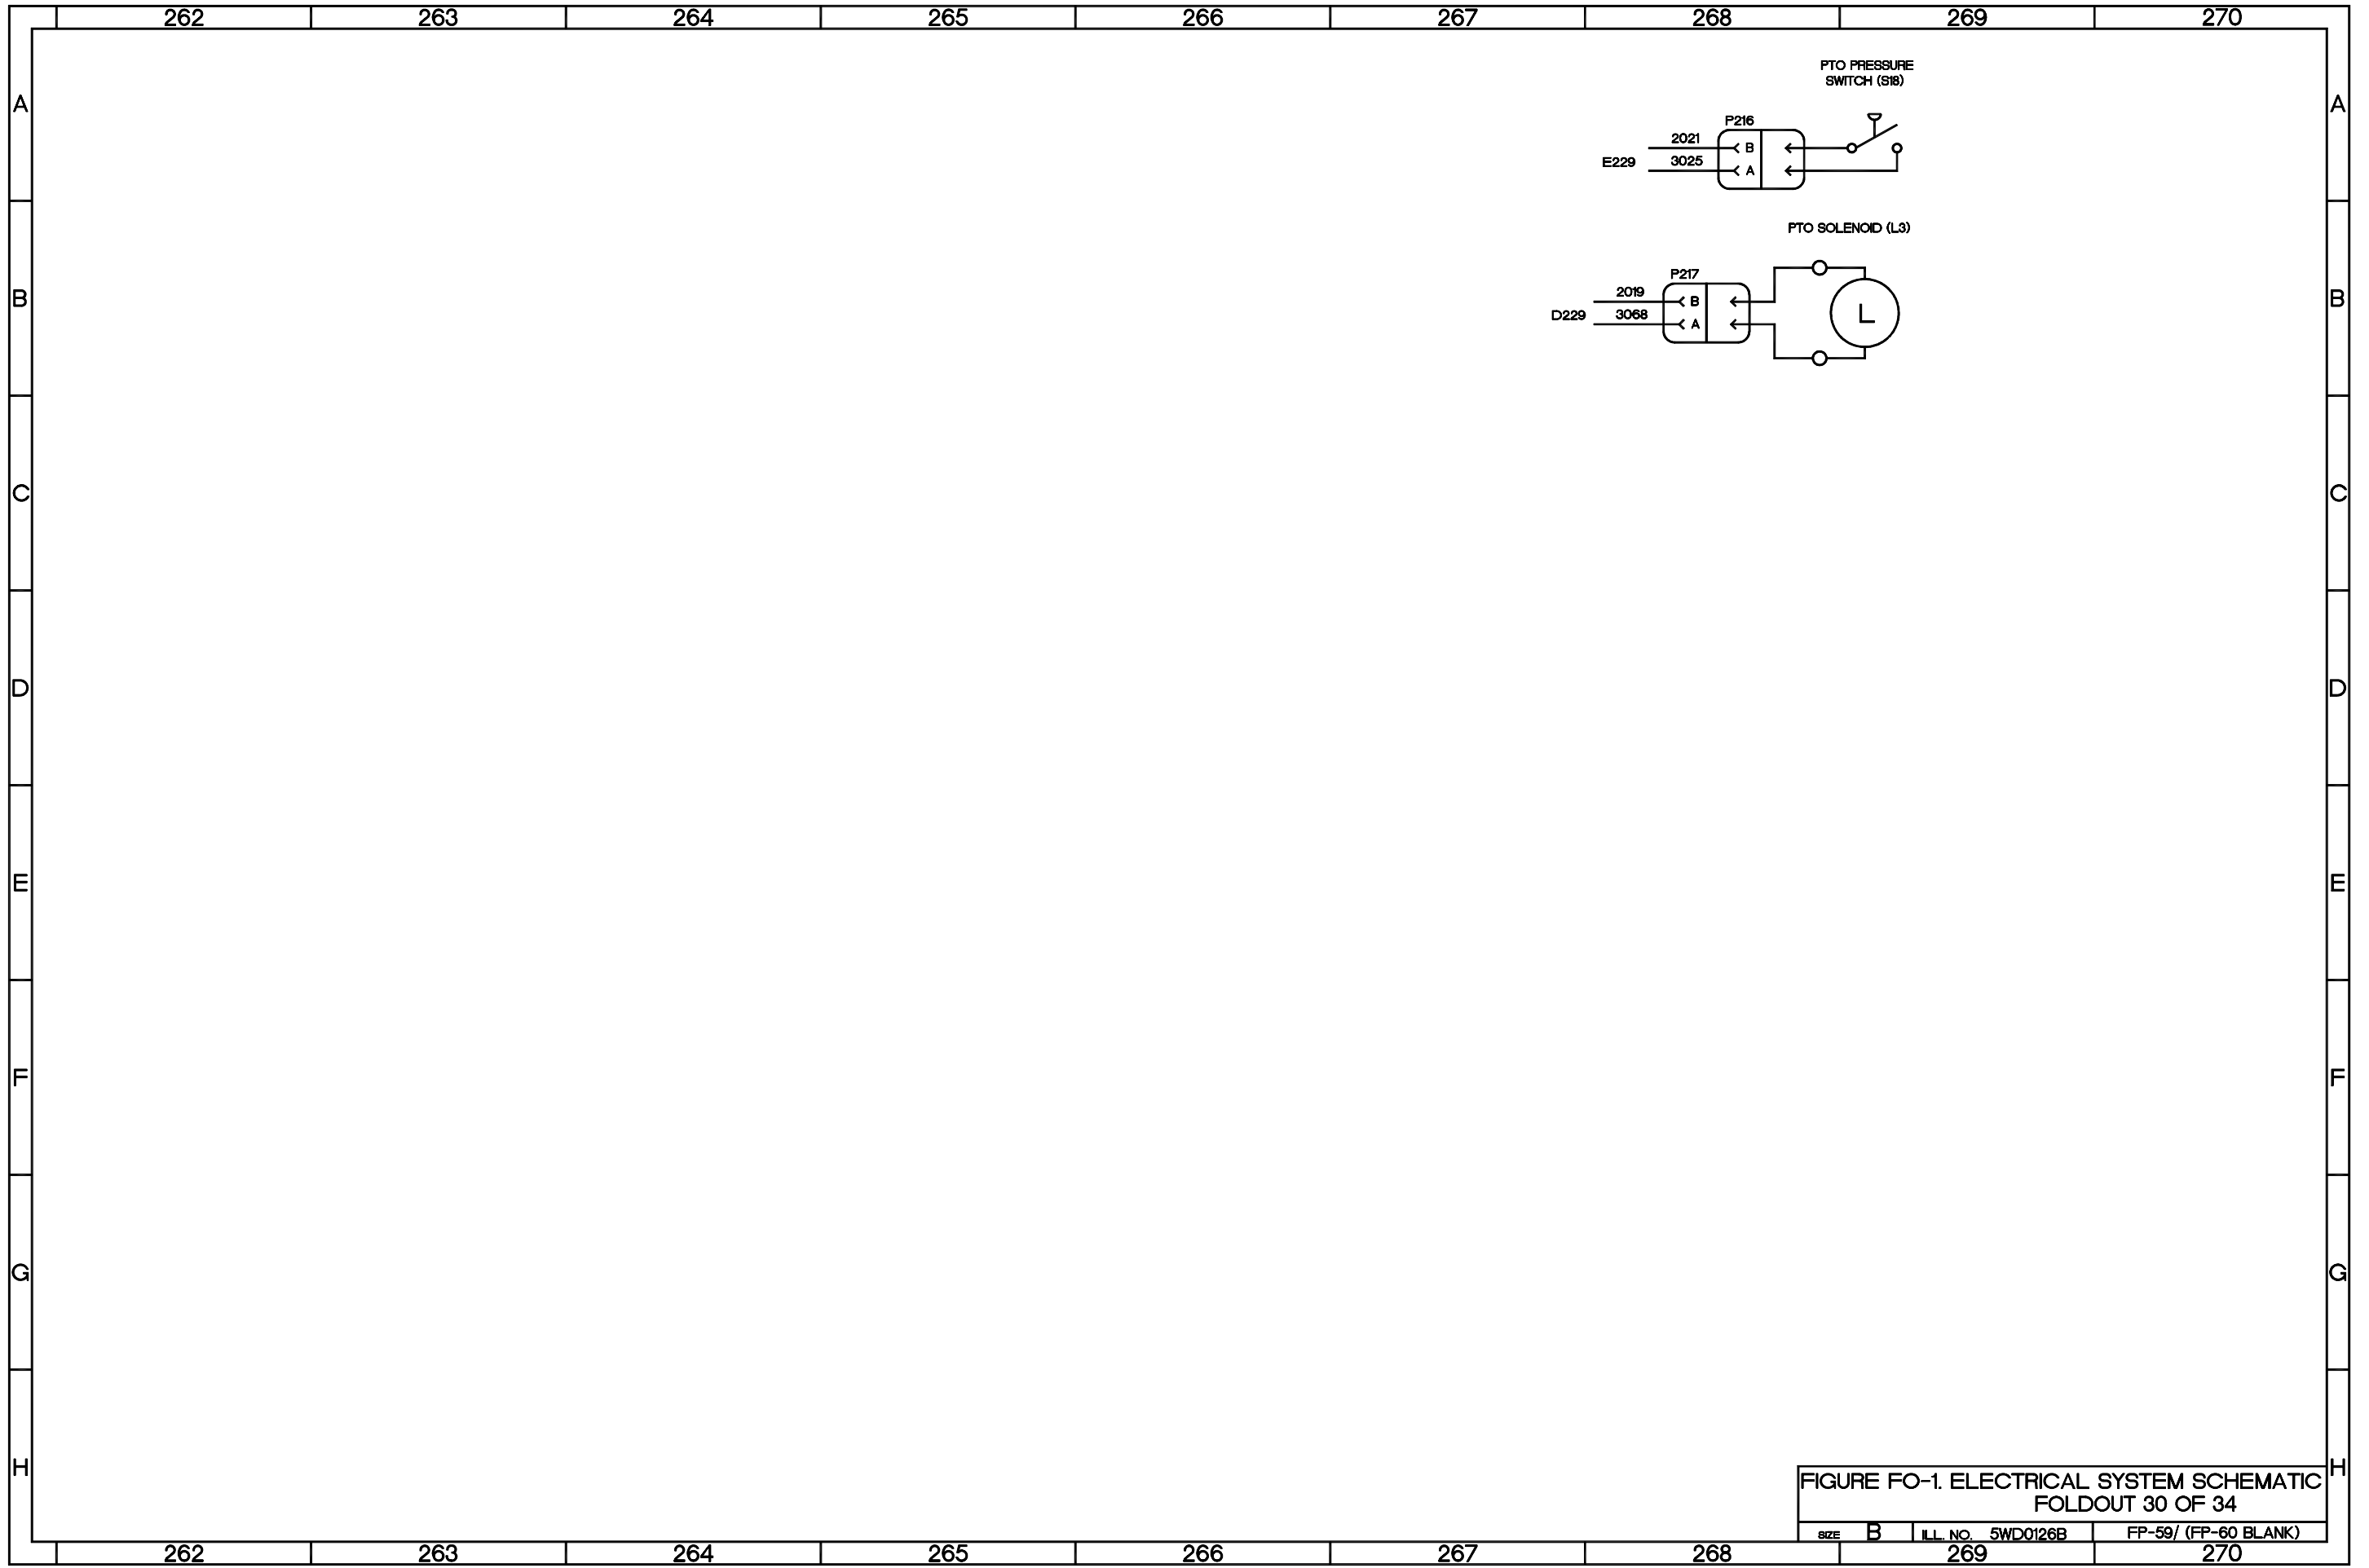 262 263 264 265 266 267 268 269 270
A A
PTO PRESSURE
SWITCH (S18)
P216
2021 B
E229
3025 A
PTO SOLENOID (L3)
B B
P217
2019 B
D229
3068 A
L
C C
D D
E E
F F
G G
H H
FIGURE FO-1. ELECTRICAL SYSTEM SCHEMATIC
FOLDOUT 30 OF 34
SIZE B ILL. NO. 5WD0126B FP-59/ (FP-60 BLANK)
262 263 264 265 266 267 268 269 270